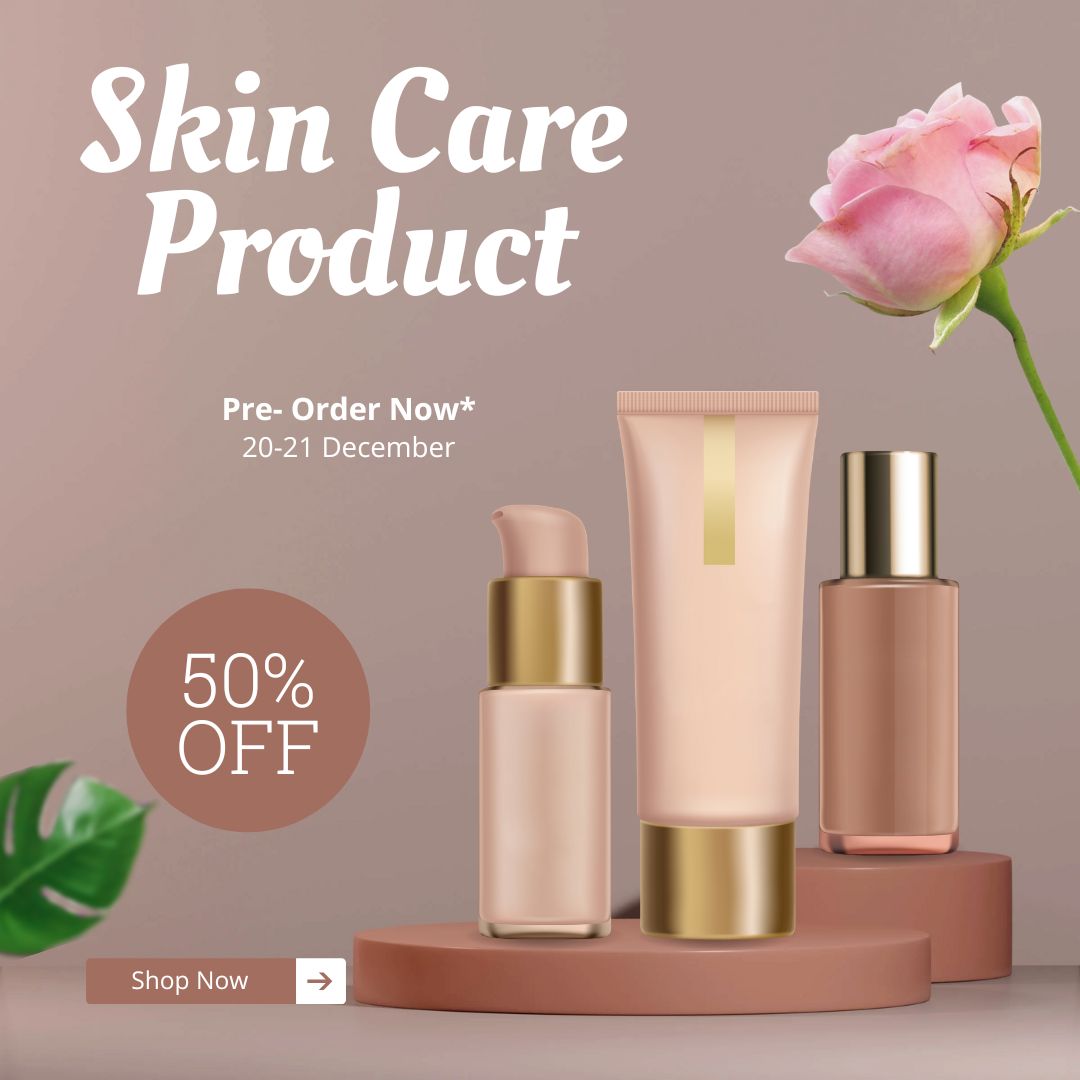 Skin Care
Product
Pre- Order Now*
20-21 December
50%
OFF
Shop Now